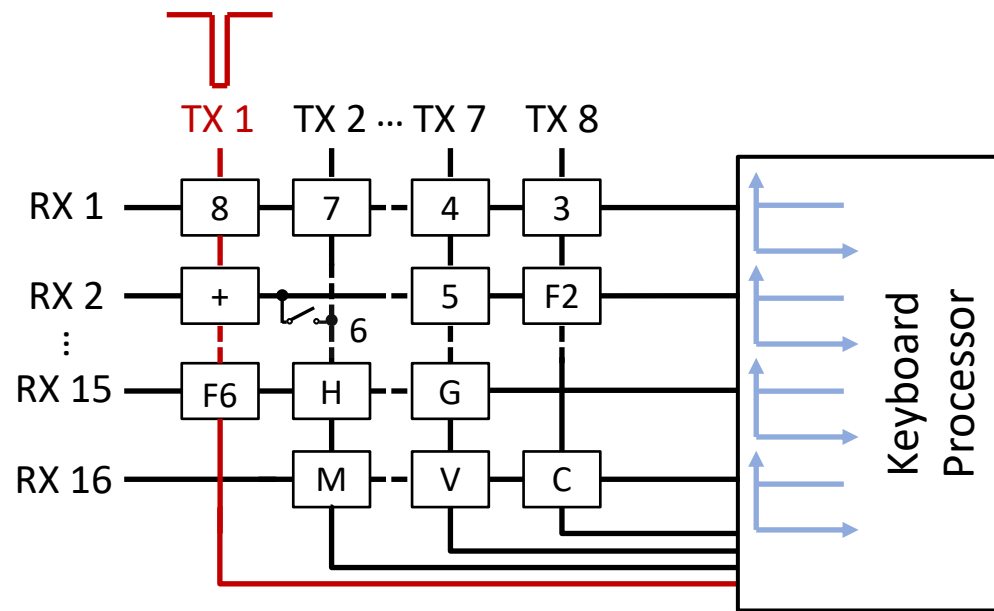 TX 1 TX 2 ... TX 7 TX 8
RX 1 8 7 4 3
RX 2 + 5 F2
6
...
RX 15 F6 H G
RX 16 M V C
Keyboard
Processor